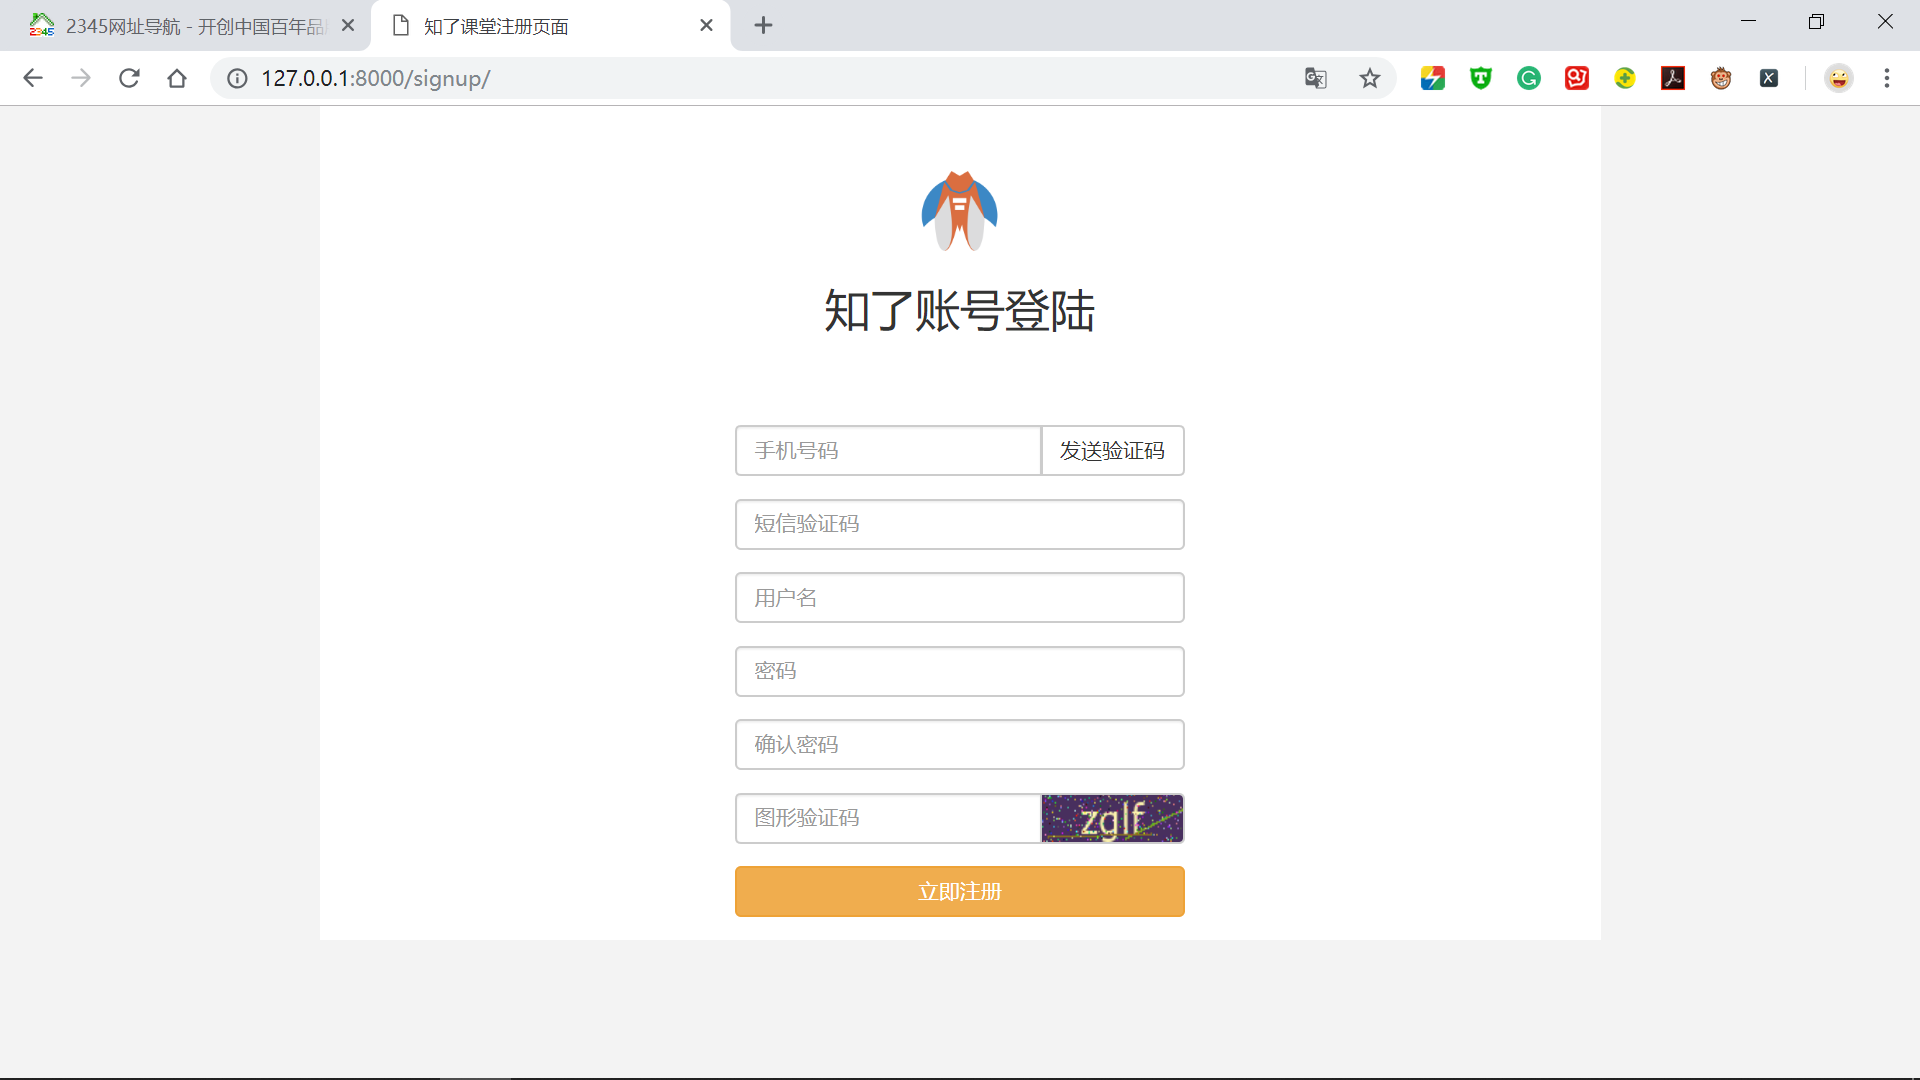 2345网址导航 - 开创中国百年品
知了课堂注册页面
127.0.0.1:8000/signup/
知了账号登陆
手机号码
发送验证码
短信验证码
用户名
密码
确认密码
图形验证码
zglf
立即注册